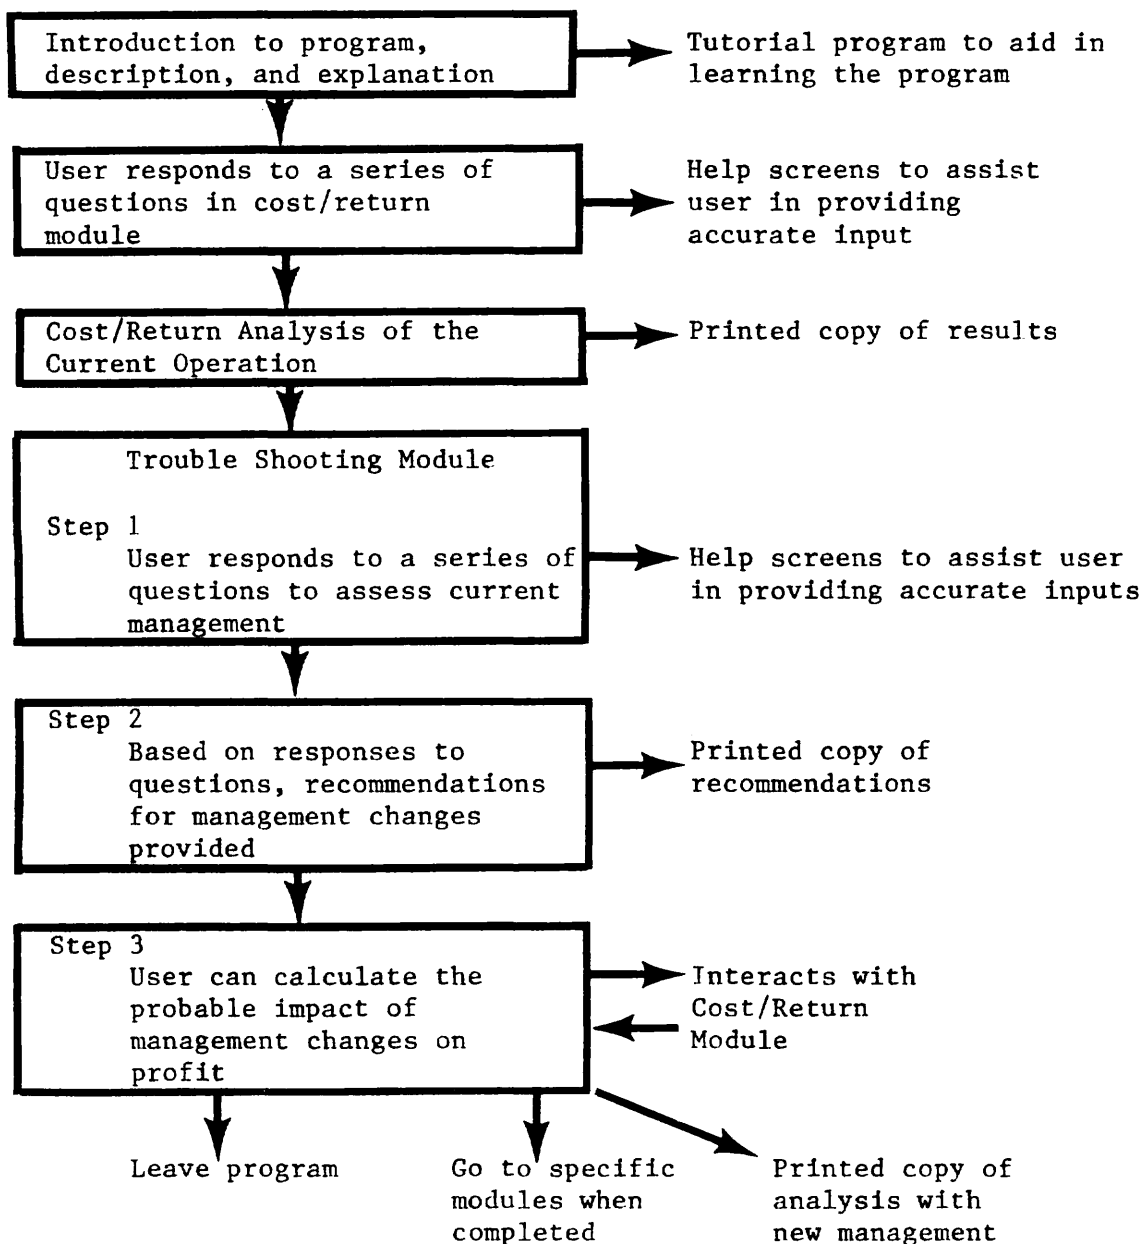 Introduction to program,
description, and explanation
Tutorial program to aid in
learning the program
User responds to a series of
questions in cost/return
module
Help screens to assist
user in providing
accurate input
Cost/Return Analysis of the
Current Operation
Printed copy of results
Trouble Shooting Module
Step 1
User responds to a series of
questions to assess current
management
Help screens to assist user
in providing accurate inputs
Step 2
Based on responses to
questions, recommendations
for management changes
provided
Printed copy of
recommendations
Step 3
User can calculate the
probable impact of
management changes on
profit
Interacts with
Cost/Return
Module
Leave program
Go to specific
modules when
completed
Printed copy of
analysis with
new management